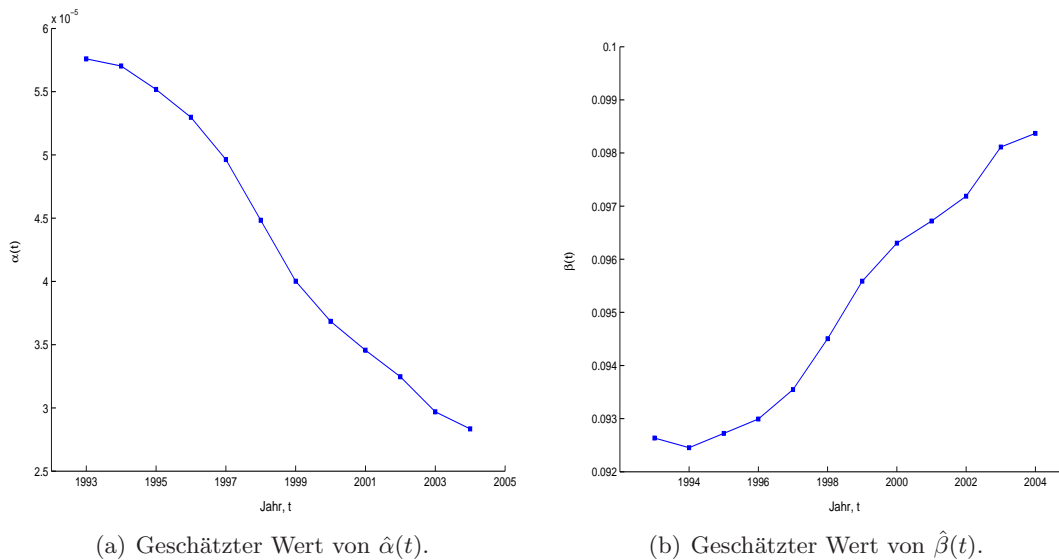 x 10⁻⁵
6
5.5
5
4.5
4
3.5
3
2.5
α(t)
1993 1995 1997 1999 2001 2003 2005
Jahr, t
(a) Geschätzter Wert von α̂(t).
0.1
0.099
0.098
0.097
0.096
0.095
0.094
0.093
0.092
β(t)
1994 1996 1998 2000 2002 2004
Jahr, t
(b) Geschätzter Wert von β̂(t).